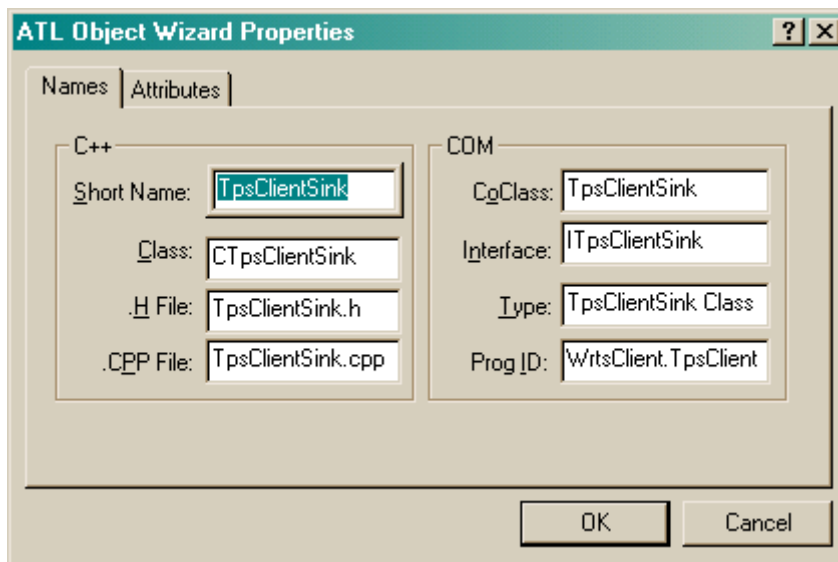 ATL Object Wizard Properties
Names Attributes
C++
Short Name: TpsClientSink
Class: CTpsClientSink
.H File: TpsClientSink.h
.CPP File: TpsClientSink.cpp
COM
CoClass: TpsClientSink
Interface: ITpsClientSink
Type: TpsClientSink Class
Prog ID: WrtsClient.TpsClient
OK Cancel